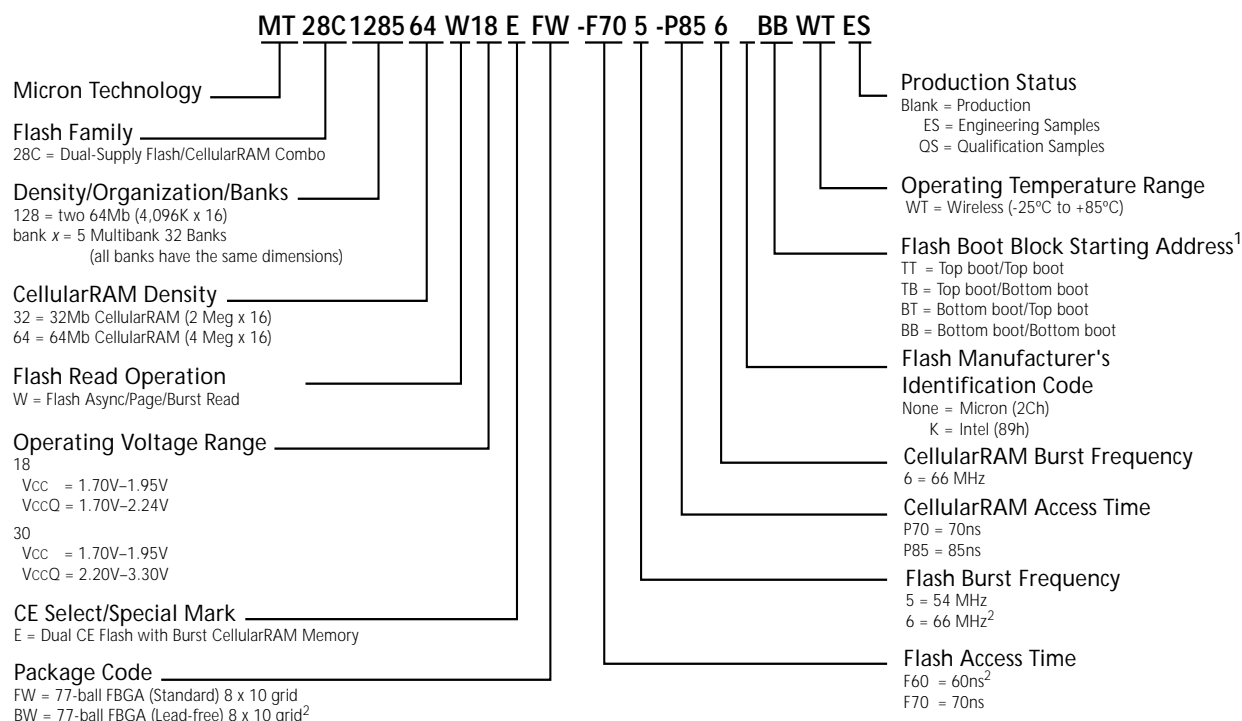 MT 28C 1285 64 W 18 E FW -F70 5 -P85 6 BB WT ES
Micron Technology
Flash Family
28C = Dual-Supply Flash/CellularRAM Combo
Density/Organization/Banks
128 = two 64Mb (4,096K x 16)
bank x = 5 Multibank 32 Banks
(all banks have the same dimensions)
CellularRAM Density
32 = 32Mb CellularRAM (2 Meg x 16)
64 = 64Mb CellularRAM (4 Meg x 16)
Flash Read Operation
W = Flash Async/Page/Burst Read
Operating Voltage Range
18
VCC = 1.70V–1.95V
VCCQ = 1.70V–2.24V
30
VCC = 1.70V–1.95V
VCCQ = 2.20V–3.30V
CE Select/Special Mark
E = Dual CE Flash with Burst CellularRAM Memory
Package Code
FW = 77-ball FBGA (Standard) 8 x 10 grid
BW = 77-ball FBGA (Lead-free) 8 x 10 grid2
Production Status
Blank = Production
ES = Engineering Samples
QS = Qualification Samples
Operating Temperature Range
WT = Wireless (-25ºC to +85ºC)
Flash Boot Block Starting Address1
TT = Top boot/Top boot
TB = Top boot/Bottom boot
BT = Bottom boot/Top boot
BB = Bottom boot/Bottom boot
Flash Manufacturer's
Identification Code
None = Micron (2Ch)
K = Intel (89h)
CellularRAM Burst Frequency
6 = 66 MHz
CellularRAM Access Time
P70 = 70ns
P85 = 85ns
Flash Burst Frequency
5 = 54 MHz
6 = 66 MHz2
Flash Access Time
F60 = 60ns2
F70 = 70ns